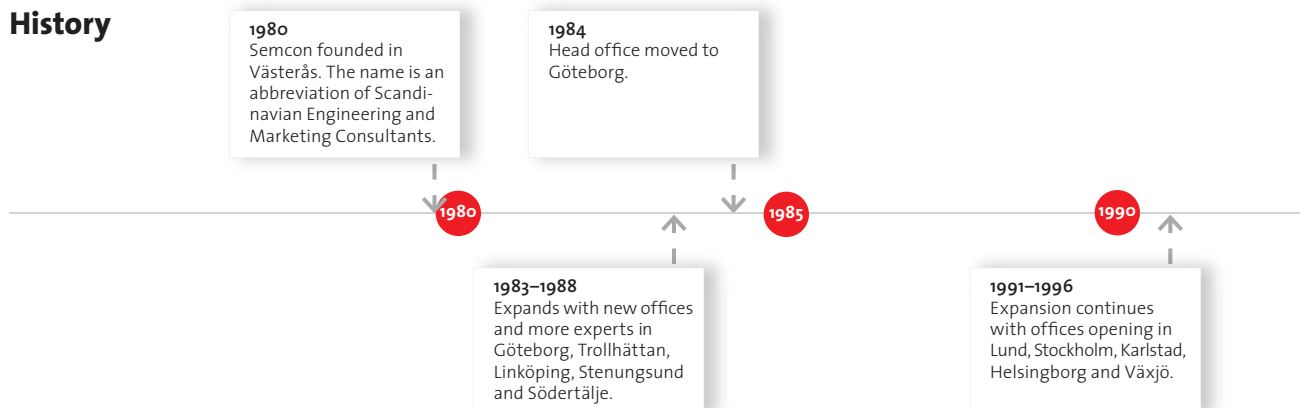 History
1980
Semcon founded in
Västerås. The name is an
abbreviation of Scandi-
navian Engineering and
Marketing Consultants.
1984
Head office moved to
Göteborg.
1980
1985
1990
1983–1988
Expands with new offices
and more experts in
Göteborg, Trollhättan,
Linköping, Stenungsund
and Södertälje.
1991–1996
Expansion continues
with offices opening in
Lund, Stockholm, Karlstad,
Helsingborg and Växjö.